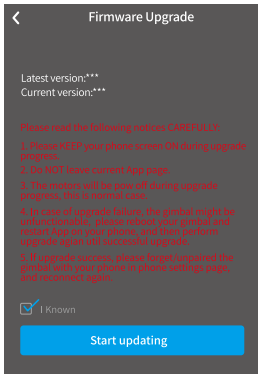 Firmware Upgrade
Latest version:***
Current version:***
Please read the following notices CAREFULLY:
1. Please KEEP your phone screen ON during upgrade
progress.
2. Do NOT leave current App page.
3. The motors will be pow off during upgrade
progress, this is normal case.
4. In case of upgrade failure, the gimbal might be
unfunctionable, please reboot your gimbal and
restart App on your phone, and then perform
upgrade agian util successful upgrade.
5. If upgrade success, please forget/unpaired the
gimbal with your phone in phone settings page,
and reconnect again.
I Known
Start updating